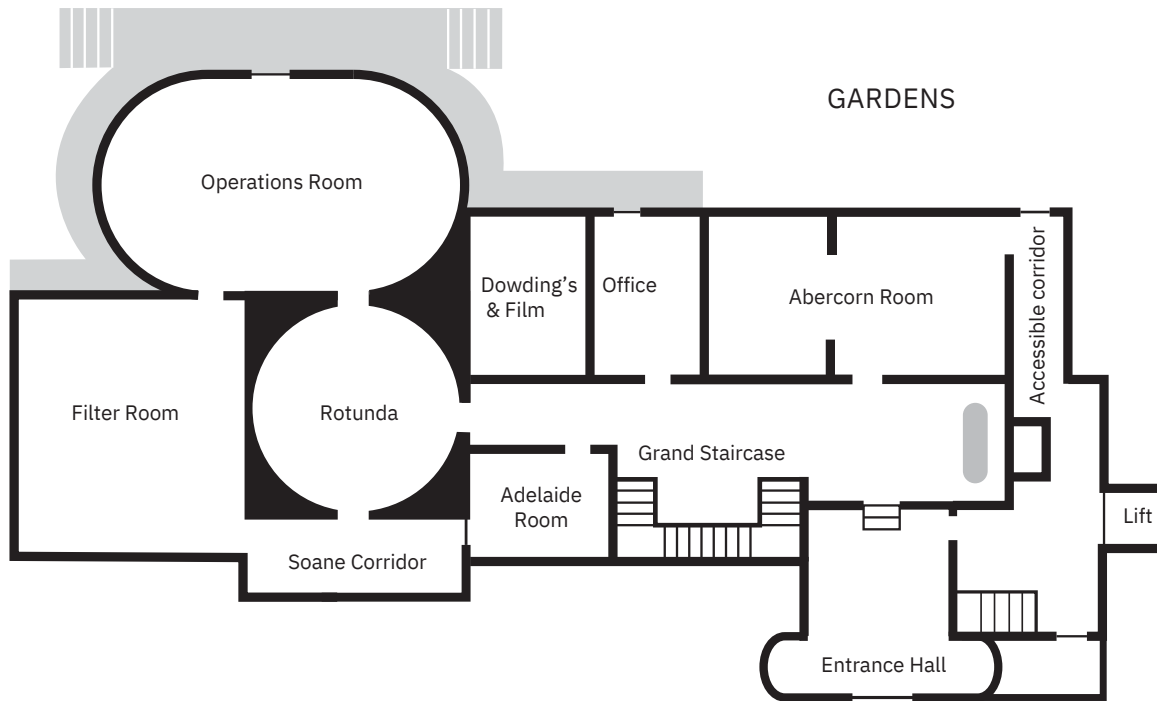 GARDENS
Operations Room
Dowding’s
& Film
Office
Abercorn Room
Accessible corridor
Filter Room
Rotunda
Grand Staircase
Adelaide
Room
Lift
Soane Corridor
Entrance Hall